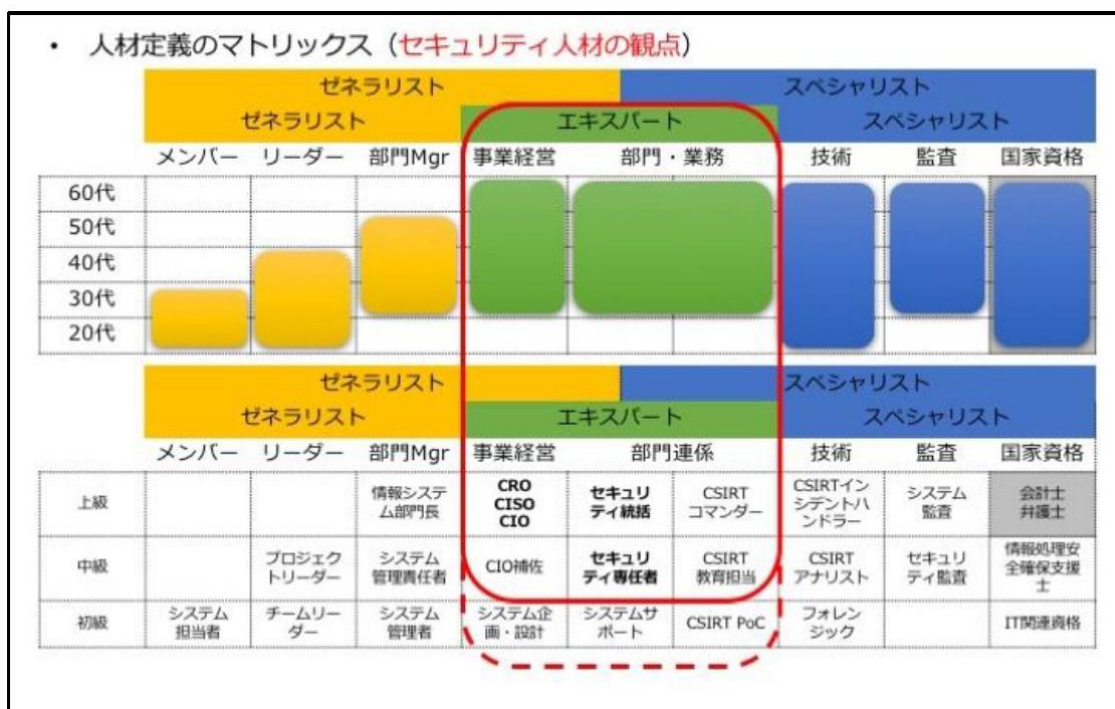 • 人材定義のマトリックス（セキュリティ人材の観点）
ゼネラリスト スペシャリスト
ゼネラリスト エキスパート スペシャリスト
メンバー リーダー 部門Mgr 事業経営 部門・業務 技術 監査 国家資格
60代
50代
40代
30代
20代
ゼネラリスト スペシャリスト
ゼネラリスト エキスパート スペシャリスト
メンバー リーダー 部門Mgr 事業経営 部門連係 技術 監査 国家資格
上級
情報システ
ム部門長
CRO
CISO
CIO
セキュリ
ティ統括
CSIRT
コマンダー
CSIRTイン
シデントハ
ンドラー
システム
監査
会計士
弁護士
中級
プロジェク
トリーダー
システム
管理責任者
CIO補佐
セキュリ
ティ専任者
CSIRT
教育担当
CSIRT
アナリスト
セキュリ
ティ監査
情報処理安
全確保支援
士
初級
システム
担当者
チームリー
ダー
システム
管理者
システム企
画・設計
システムサ
ポート
CSIRT PoC
フォレン
ジック
IT関連資格